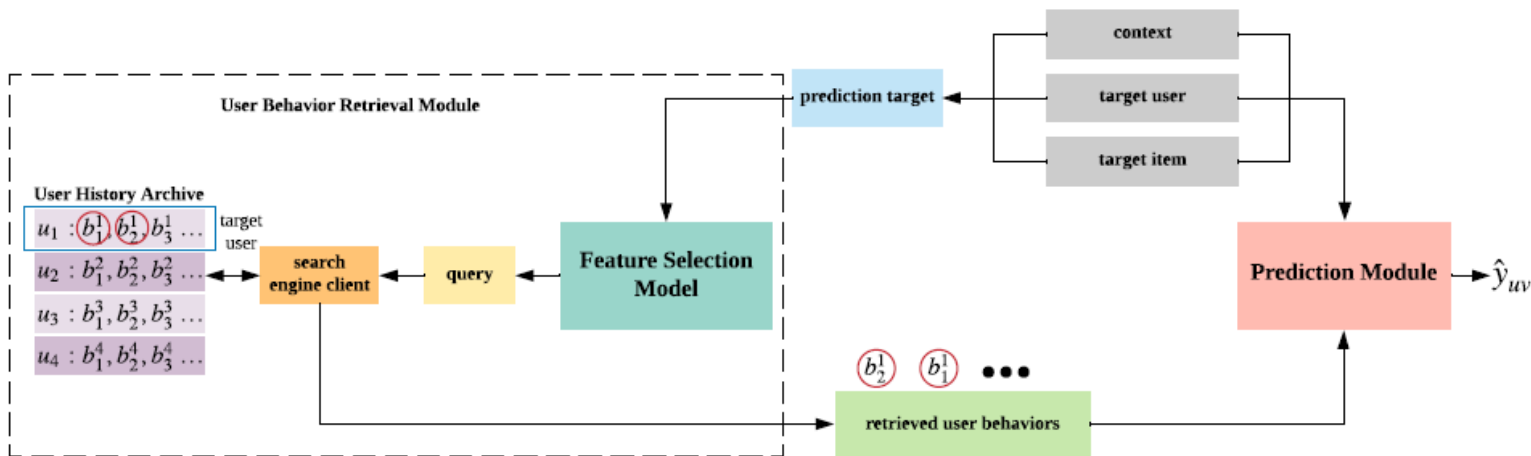 context
User Behavior Retrieval Module
prediction target
target user
target item
User History Archive
u₁ : b₁¹, b₂¹, b₃¹ ...
target
user
u₂ : b₁², b₂², b₃² ...
u₃ : b₁³, b₂³, b₃³ ...
u₄ : b₁⁴, b₂⁴, b₃⁴ ...
search
engine client
query
Feature Selection
Model
Prediction Module
ŷᵤᵥ
b₂¹ b₁¹ •••
retrieved user behaviors